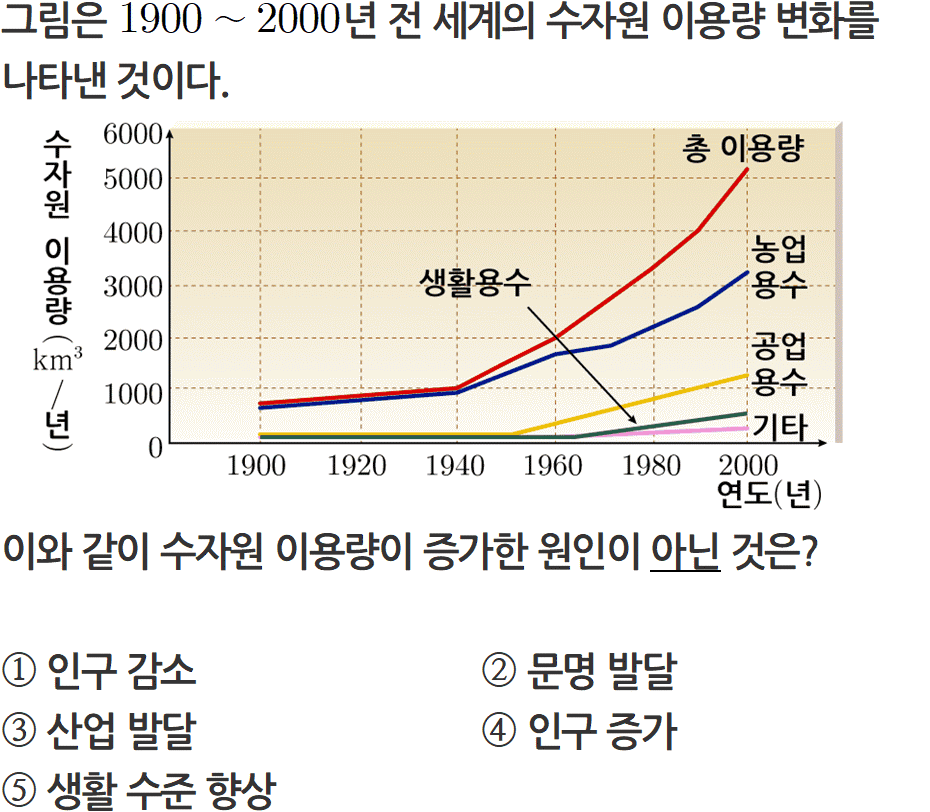 그림은 1900 ~ 2000년 전 세계의 수자원 이용량 변화를
나타낸 것이다.
수자원 이용량(km³/년)
6000
5000
4000
3000
2000
1000
0
총 이용량
농업
용수
생활용수
공업
용수
기타
1900 1920 1940 1960 1980 2000
연도(년)
이와 같이 수자원 이용량이 증가한 원인이 아닌 것은?
① 인구 감소 ② 문명 발달
③ 산업 발달 ④ 인구 증가
⑤ 생활 수준 향상